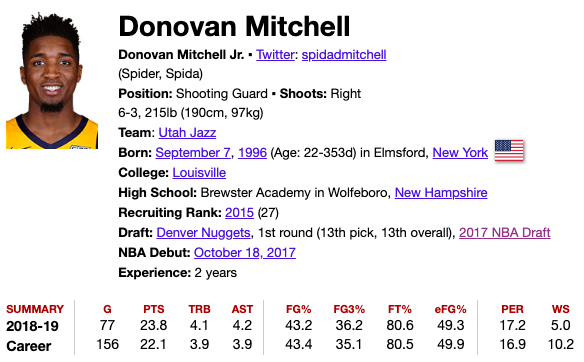 Donovan Mitchell
Donovan Mitchell Jr. ▪ Twitter: spidadmitchell
(Spider, Spida)
Position: Shooting Guard ▪ Shoots: Right
6-3, 215lb (190cm, 97kg)
Team: Utah Jazz
Born: September 7, 1996 (Age: 22-353d) in Elmsford, New York
College: Louisville
High School: Brewster Academy in Wolfeboro, New Hampshire
Recruiting Rank: 2015 (27)
Draft: Denver Nuggets, 1st round (13th pick, 13th overall), 2017 NBA Draft
NBA Debut: October 18, 2017
Experience: 2 years
SUMMARY G PTS TRB AST FG% FG3% FT% eFG% PER WS
2018-19 77 23.8 4.1 4.2 43.2 36.2 80.6 49.3 17.2 5.0
Career 156 22.1 3.9 3.9 43.4 35.1 80.5 49.9 16.9 10.2